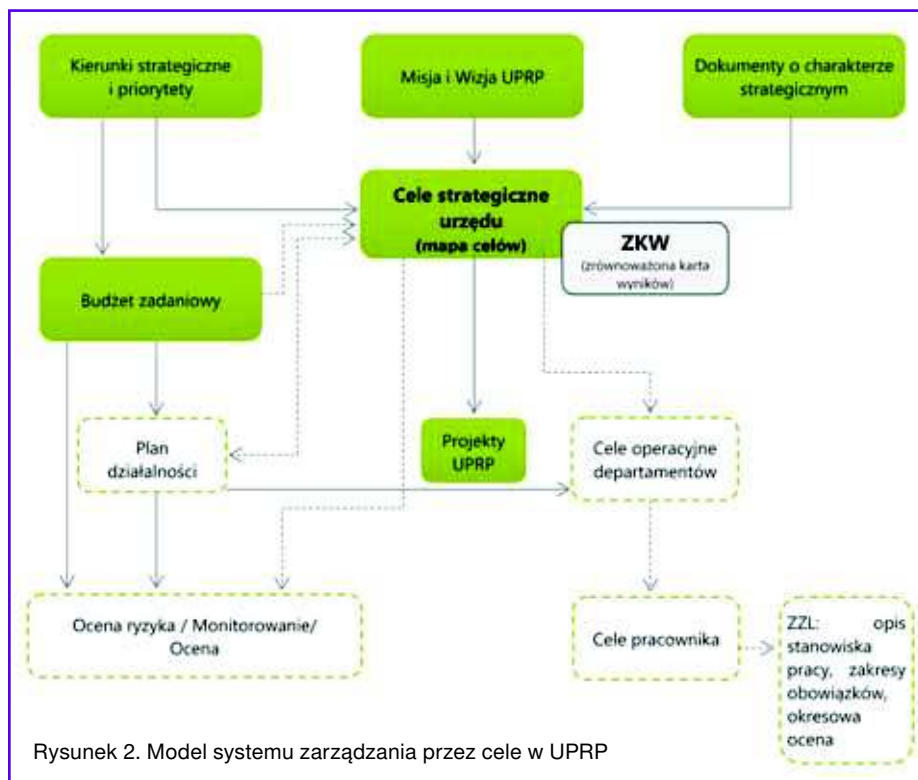 Kierunki strategiczne
i priorytety
Misja i Wizja UPRP
Dokumenty o charakterze
strategicznym
Cele strategiczne
urzędu
(mapa celów)
ZKW
(zrównoważona karta
wyników)
Budżet zadaniowy
Plan
działalności
Projekty
UPRP
Cele operacyjne
departamentów
Ocena ryzyka / Monitorowanie/
Ocena
Cele pracownika
ZZL: opis
stanowiska
pracy, zakresy
obowiązków,
okresowa
ocena
Rysunek 2. Model systemu zarządzania przez cele w UPRP